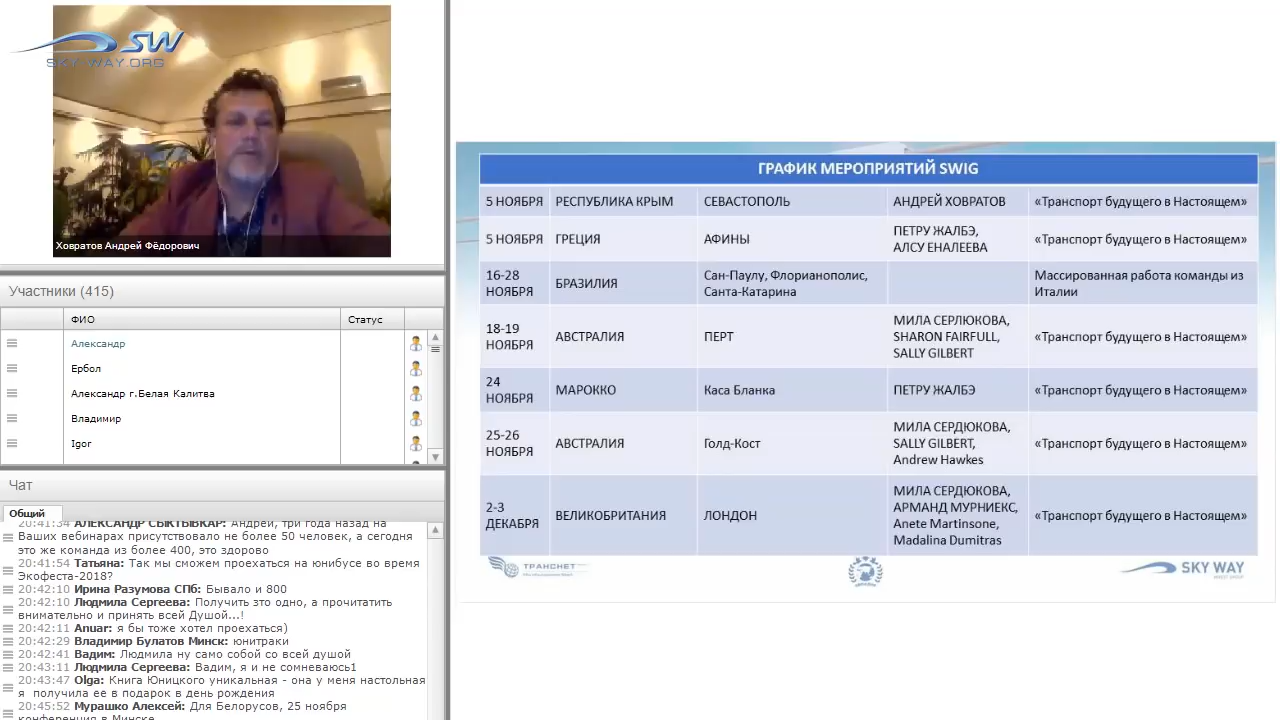 SW
SKY-WAY.ORG
Ховратов Андрей Фёдорович
Участники (415)
ФИО
Статус
Александр
Ербол
Александр г.Белая Калитва
Владимир
Igor
Чат
Общий
20:41:34 АЛЕКСАНДР СЫКТЫВКАР: Андрей, три года назад на
Ваших вебинарах присутствовало не более 50 человек, а сегодня
это же команда из более 400, это здорово
20:41:54 Татьяна: Так мы сможем проехаться на юнибусе во время
Экофеста-2018?
20:42:10 Ирина Разумова СПб: Бывало и 800
20:42:10 Людмила Сергеева: Получить зто одно, а прочитатить
внимательно и принять всей Душой...!
20:42:11 Anuar: я бы тоже хотел проехаться)
20:42:29 Владимир Булатов Минск: юнитраки
20:42:41 Вадим: Людмила ну само собой со всей душой
20:43:11 Людмила Сергеева: Вадим, я и не сомневаюсь1
20:43:47 Olga: Книга Юницкого уникальная - она у меня настольная
я получила ее в подарок в день рождения
20:45:52 Мурашко Алексей: Для Белорусов, 25 ноября
конференция в Минске
ГРАФИК МЕРОПРИЯТИЙ SWIG
5 НОЯБРЯ РЕСПУБЛИКА КРЫМ СЕВАСТОПОЛЬ АНДРЕЙ ХОВРАТОВ «Транспорт будущего в Настоящем»
5 НОЯБРЯ ГРЕЦИЯ АФИНЫ ПЕТРУ ЖАЛБЭ, «Транспорт будущего в Настоящем»
АЛСУ ЕНАЛЕЕВА
16-28 БРАЗИЛИЯ Сан-Паулу, Флорианополис, Массированная работа команды из
НОЯБРЯ Санта-Катарина Италии
18-19 АВСТРАЛИЯ ПЕРТ МИЛА СЕРЛЮКОВА, «Транспорт будущего в Настоящем»
НОЯБРЯ SHARON FAIRFULL,
SALLY GILBERT
24 МАРОККО Каса Бланка ПЕТРУ ЖАЛБЭ «Транспорт будущего в Настоящем»
НОЯБРЯ
25-26 АВСТРАЛИЯ Голд-Кост МИЛА СЕРДЮКОВА, «Транспорт будущего в Настоящем»
НОЯБРЯ SALLY GILBERT,
Andrew Hawkes
2-3 ВЕЛИКОБРИТАНИЯ ЛОНДОН МИЛА СЕРДЮКОВА, «Транспорт будущего в Настоящем»
ДЕКАБРЯ АРМАНД МУРНИЕКС,
Anete Martinsone,
Madalina Dumitras
ТРАНСНЕТ
SKY WAY